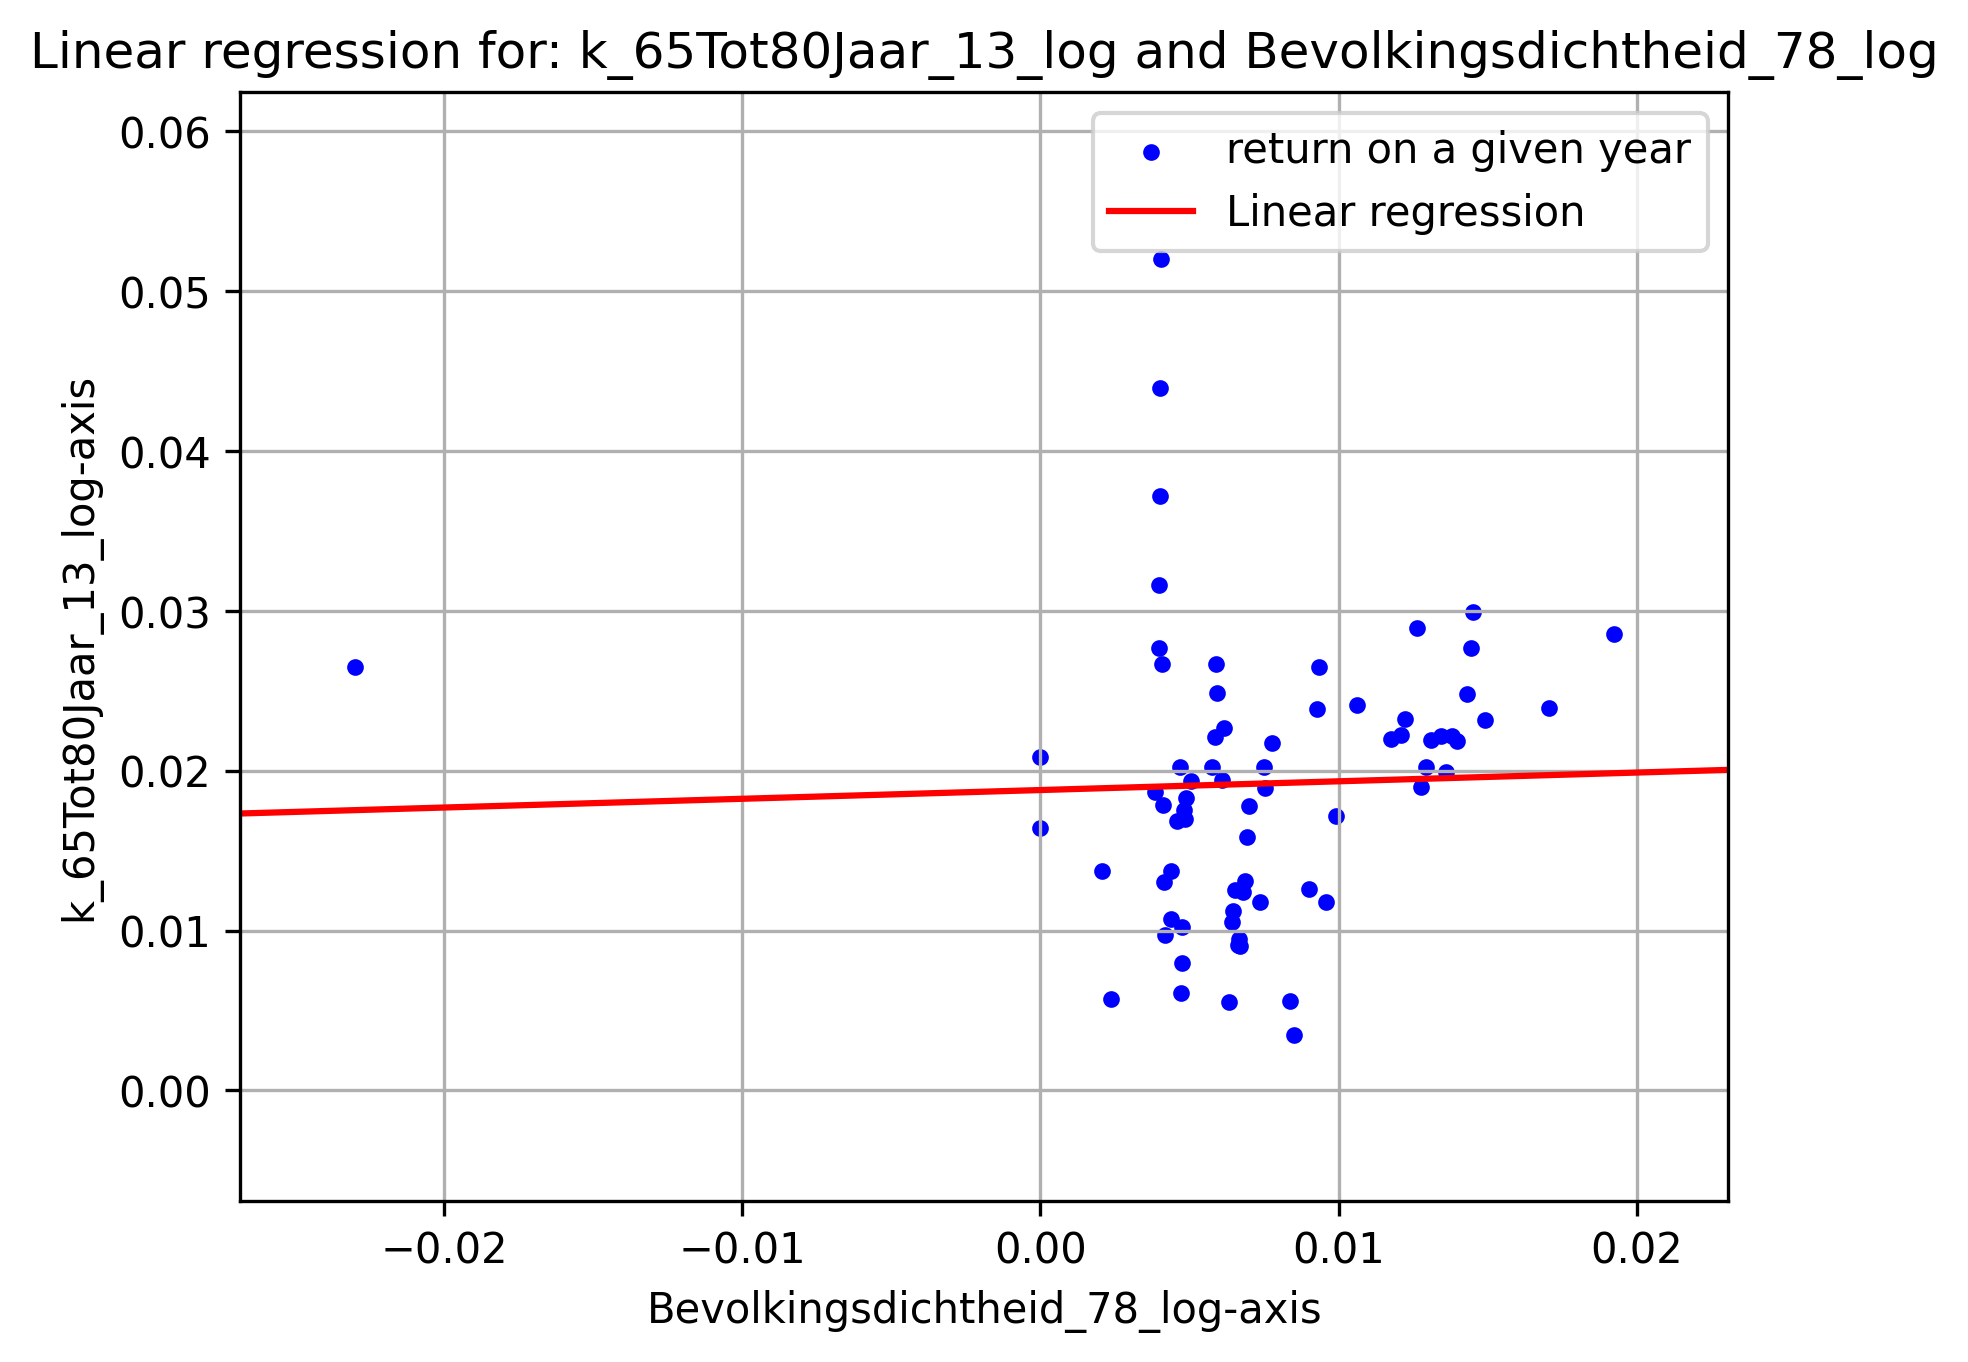 Linear regression for: k_65Tot80Jaar_13_log and Bevolkingsdichtheid_78_log
return on a given year
Linear regression
0.06
0.05
0.04
0.03
0.02
0.01
0.00
k_65Tot80Jaar_13_log-axis
−0.02
−0.01
0.00
0.01
0.02
Bevolkingsdichtheid_78_log-axis